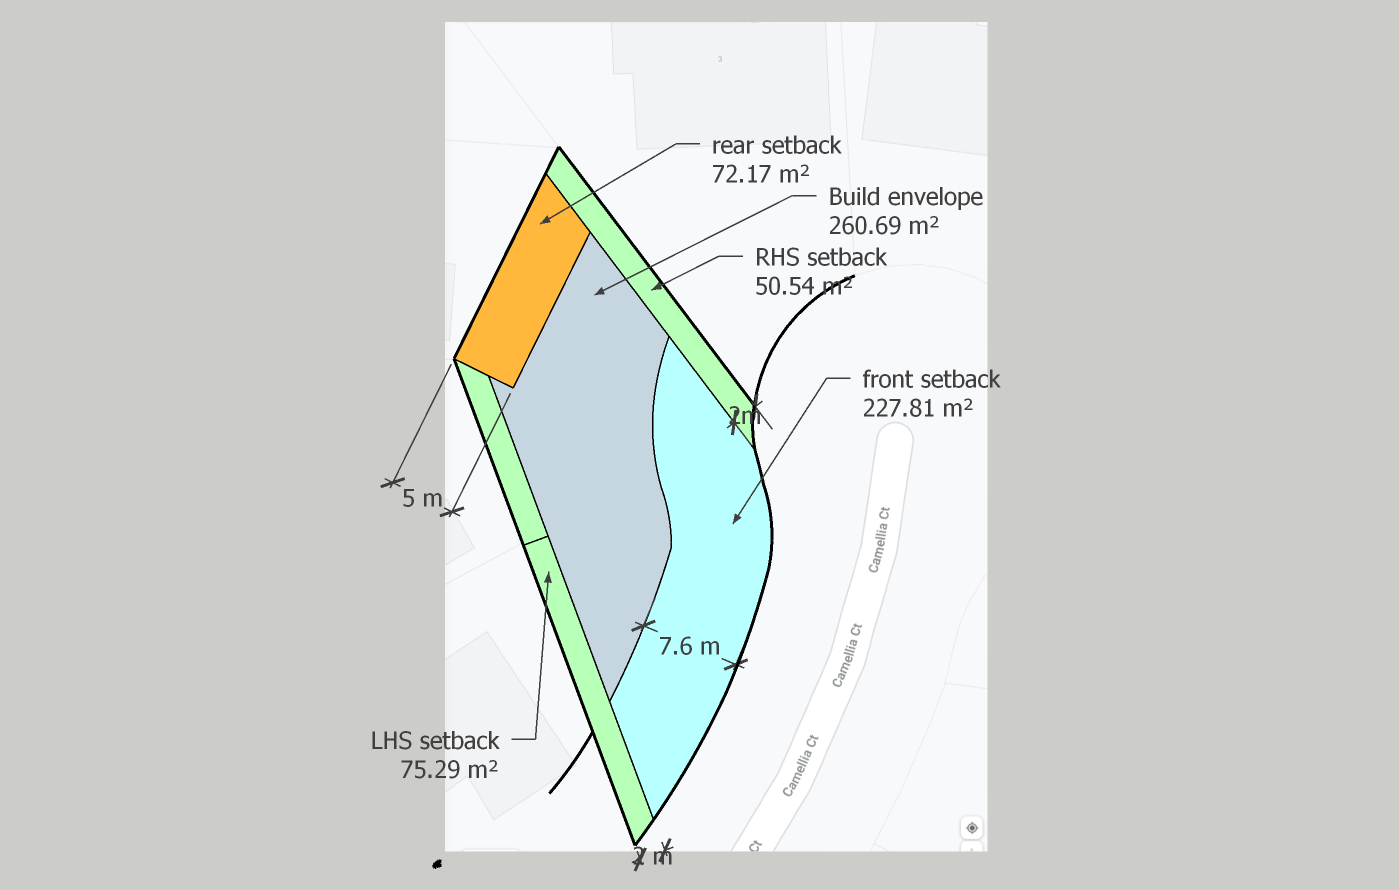 3
rear setback
72.17 m²
Build envelope
260.69 m²
RHS setback
50.54 m²
front setback
227.81 m²
2m
5 m
Camellia Ct
7.6 m
Camellia Ct
LHS setback
75.29 m²
Camellia Ct
Ct
2 m